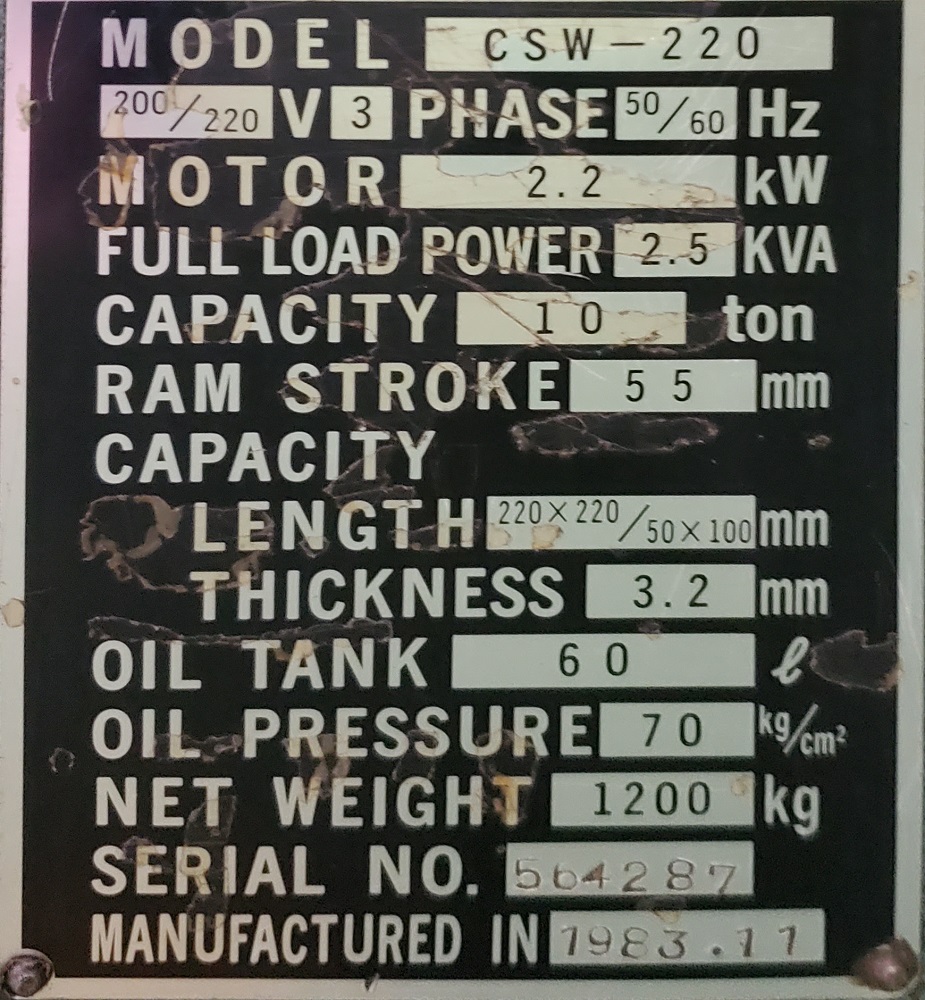 MODEL CSW-220
200/220 V 3 PHASE 50/60 Hz
MOTOR 2.2 kW
FULL LOAD POWER 2.5 KVA
CAPACITY 10 ton
RAM STROKE 55 mm
CAPACITY
LENGTH 220×220/50×100 mm
THICKNESS 3.2 mm
OIL TANK 60 ℓ
OIL PRESSURE 70 kg/cm²
NET WEIGHT 1200 kg
SERIAL NO. 564287
MANUFACTURED IN 1983.11